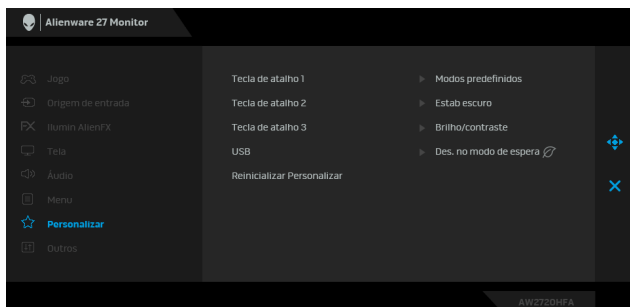 Alienware 27 Monitor
Jogo
Origem de entrada
FX Ilumin AlienFX
Tela
Áudio
Menu
Personalizar
Outros
Tecla de atalho 1 Modos predefinidos
Tecla de atalho 2 Estab escuro
Tecla de atalho 3 Brilho/contraste
USB Des. no modo de espera
Reinicializar Personalizar
AW2720HFA